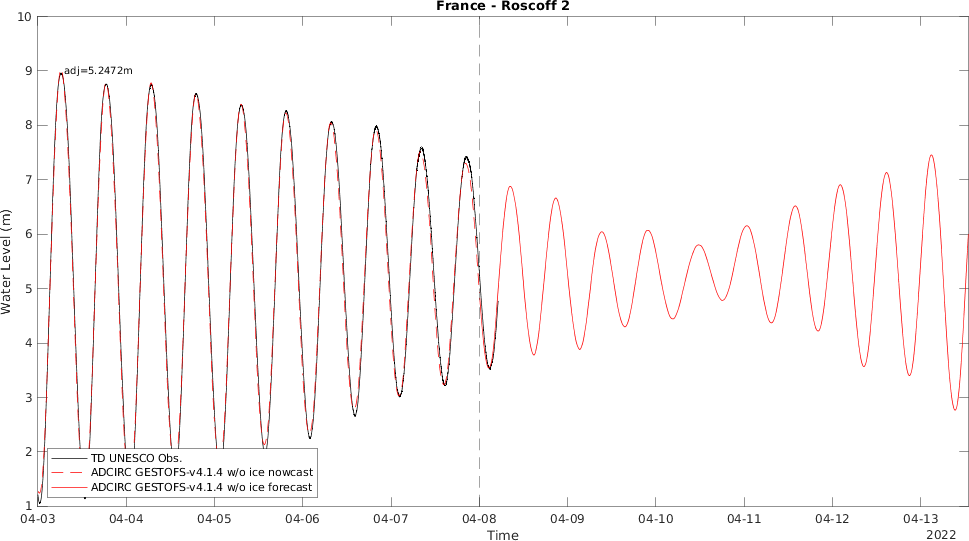 France - Roscoff 2
10
9
8
7
6
5
4
3
2
1
Water Level (m)
adj=5.2472m
TD UNESCO Obs.
ADCIRC GESTOFS-v4.1.4 w/o ice nowcast
ADCIRC GESTOFS-v4.1.4 w/o ice forecast
04-03 04-04 04-05 04-06 04-07 04-08 04-09 04-10 04-11 04-12 04-13
Time
2022